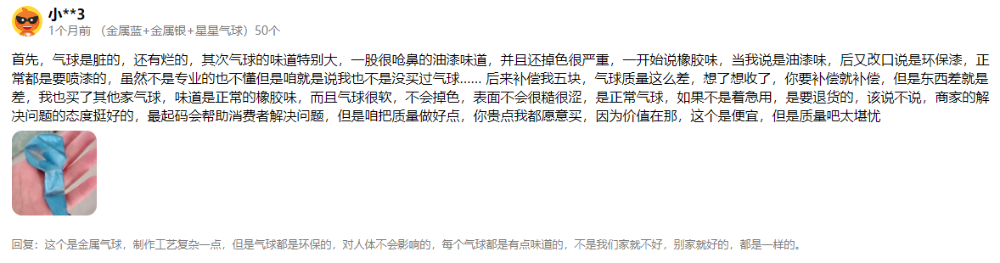 小**3
1个月前 （金属蓝+金属银+星星气球）50个
首先，气球是脏的，还有烂的，其次气球的味道特别大，一股很呛鼻的油漆味道，并且还掉色很严重，一开始说橡胶味，当我说是油漆味，后又改口说是环保漆，正
常都是要喷漆的，虽然不是专业的也不懂但是咱就是说我也不是没买过气球...... 后来补偿我五块，气球质量这么差，想了想收了，你要补偿就补偿，但是东西差就是
差，我也买了其他家气球，味道是正常的橡胶味，而且气球很软，不会掉色，表面不会很糙很涩，是正常气球，如果不是着急用，是要退货的，该说不说，商家的解
决问题的态度挺好的，最起码会帮助消费者解决问题，但是咱把质量做好点，你贵点我都愿意买，因为价值在那，这个是便宜，但是质量吧太堪忧
回复：这个是金属气球，制作工艺复杂一点，但是气球都是环保的，对人体不会影响的，每个气球都是有点味道的，不是我们家就不好，别家就好的，都是一样的。